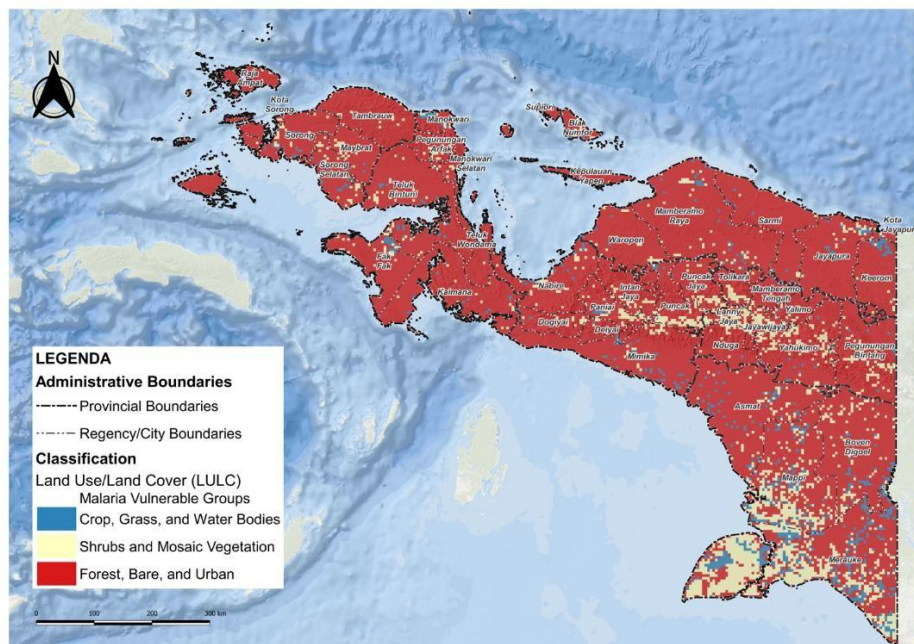 N
Raja
Ampat
Kota
Sorong
Sorong
Tambrauw
Manokwari
Maybrat
Pegunungan
Arfak
Manokwari
Selatan
Sorong
Selatan
Teluk
Bintuni
Supiori
Biak
Numfor
Kepulauan
Yapen
Fak
Fak
Teluk
Wondama
Kaimana
Waropen
Mamberamo
Raya
Sarmi
Kota
Jayapura
Jayapura
Keerom
Nabire
Intan
Jaya
Puncak
Jaya
Tolikara
Mamberamo
Tengah
Paniai
Puncak
Lanny
Jaya
Yalimo
Dogiyai
Deiyai
Jayawijaya
Nduga
Yahukimo
Pegunungan
Bintang
Mimika
Asmat
Boven
Digoel
Mappi
Merauke
LEGENDA
Administrative Boundaries
Provincial Boundaries
Regency/City Boundaries
Classification
Land Use/Land Cover (LULC)
Malaria Vulnerable Groups
Crop, Grass, and Water Bodies
Shrubs and Mosaic Vegetation
Forest, Bare, and Urban
0 100 200 300 km